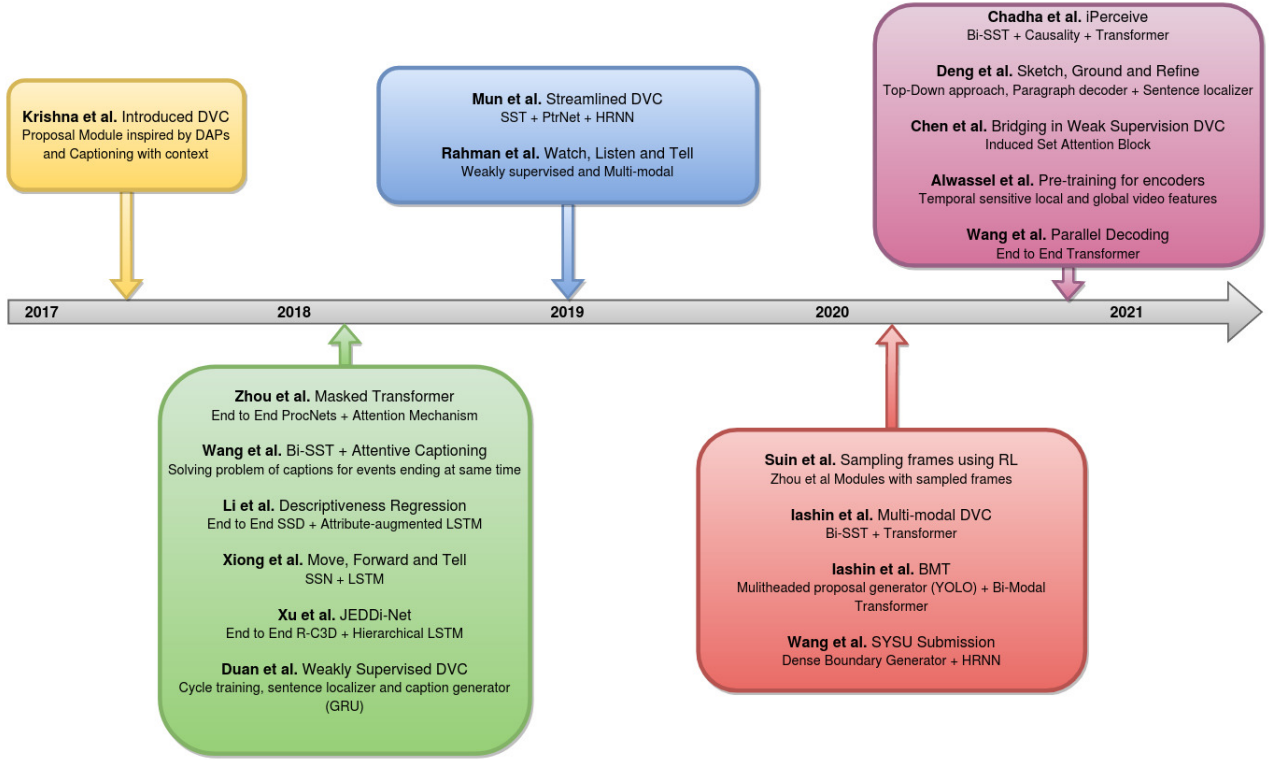 Krishna et al. Introduced DVC
Proposal Module inspired by DAPs
and Captioning with context
Mun et al. Streamlined DVC
SST + PtrNet + HRNN
Rahman et al. Watch, Listen and Tell
Weakly supervised and Multi-modal
Chadha et al. iPerceive
Bi-SST + Causality + Transformer
Deng et al. Sketch, Ground and Refine
Top-Down approach, Paragraph decoder + Sentence localizer
Chen et al. Bridging in Weak Supervision DVC
Induced Set Attention Block
Alwassel et al. Pre-training for encoders
Temporal sensitive local and global video features
Wang et al. Parallel Decoding
End to End Transformer
2017 2018 2019 2020 2021
Zhou et al. Masked Transformer
End to End ProcNets + Attention Mechanism
Wang et al. Bi-SST + Attentive Captioning
Solving problem of captions for events ending at same time
Li et al. Descriptiveness Regression
End to End SSD + Attribute-augmented LSTM
Xiong et al. Move, Forward and Tell
SSN + LSTM
Xu et al. JEDDi-Net
End to End R-C3D + Hierarchical LSTM
Duan et al. Weakly Supervised DVC
Cycle training, sentence localizer and caption generator
(GRU)
Suin et al. Sampling frames using RL
Zhou et al Modules with sampled frames
Iashin et al. Multi-modal DVC
Bi-SST + Transformer
Iashin et al. BMT
Mulitheaded proposal generator (YOLO) + Bi-Modal
Transformer
Wang et al. SYSU Submission
Dense Boundary Generator + HRNN